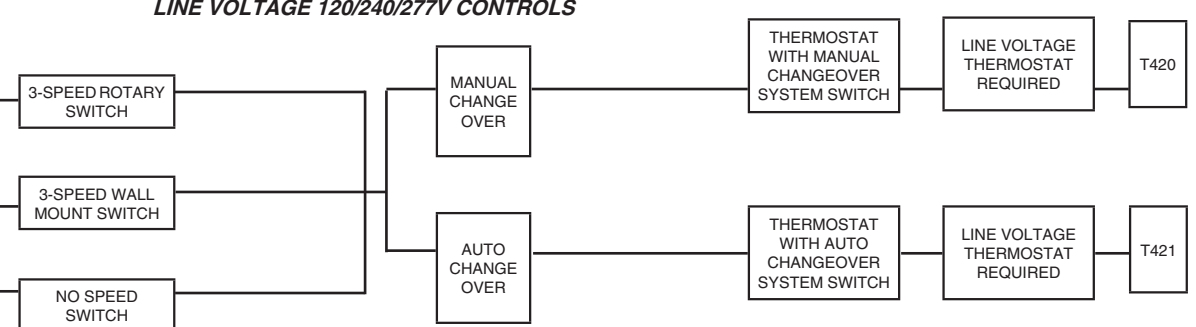 LINE VOLTAGE 120/240/277V CONTROLS
3-SPEED ROTARY
SWITCH
3-SPEED WALL
MOUNT SWITCH
NO SPEED
SWITCH
MANUAL
CHANGE
OVER
AUTO
CHANGE
OVER
THERMOSTAT
WITH MANUAL
CHANGEOVER
SYSTEM SWITCH
LINE VOLTAGE
THERMOSTAT
REQUIRED
T420
THERMOSTAT
WITH AUTO
CHANGEOVER
SYSTEM SWITCH
LINE VOLTAGE
THERMOSTAT
REQUIRED
T421